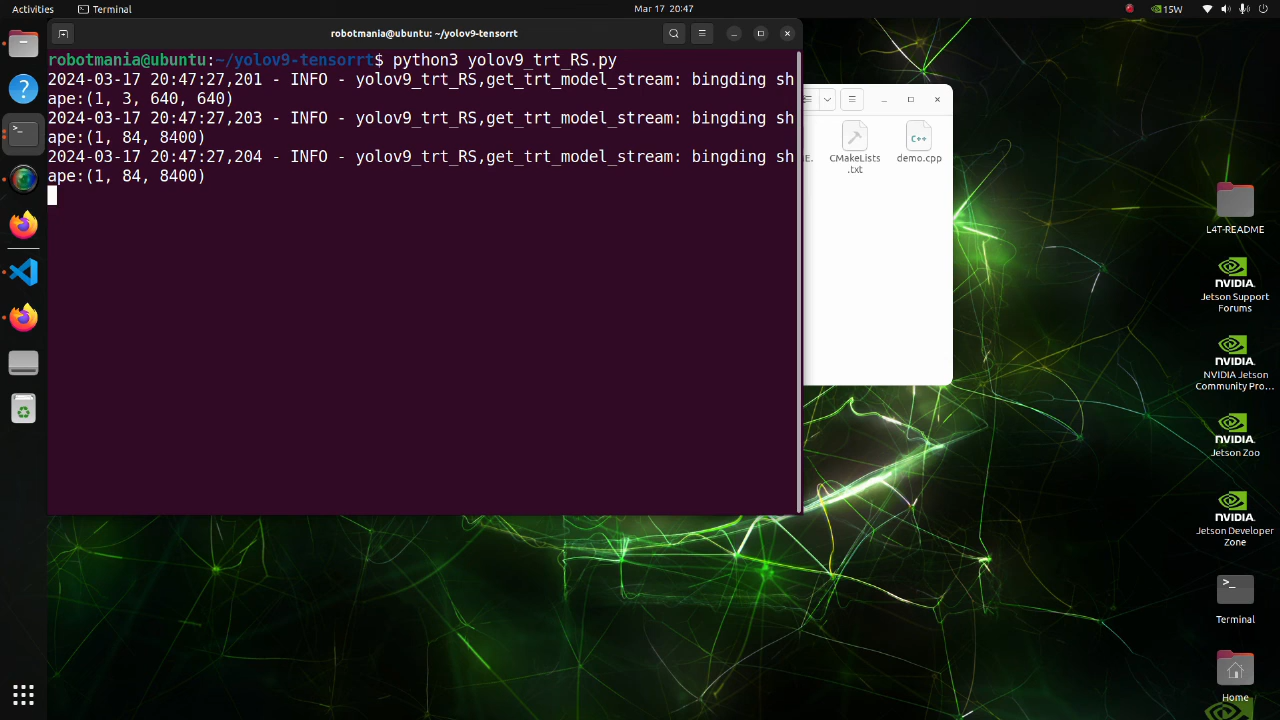 Activities
Terminal
Mar 17 20:47
15W
robotmania@ubuntu: ~/yolov9-tensorrt
robotmania@ubuntu:~/yolov9-tensorrt$ python3 yolov9_trt_RS.py
2024-03-17 20:47:27,201 - INFO - yolov9_trt_RS,get_trt_model_stream: bingding sh
ape:(1, 3, 640, 640)
2024-03-17 20:47:27,203 - INFO - yolov9_trt_RS,get_trt_model_stream: bingding sh
ape:(1, 84, 8400)
2024-03-17 20:47:27,204 - INFO - yolov9_trt_RS,get_trt_model_stream: bingding sh
ape:(1, 84, 8400)
C++
CMakeLists
.txt
demo.cpp
L4T-README
NVIDIA.
Jetson Support
Forums
NVIDIA.
NVIDIA Jetson
Community Pro…
NVIDIA.
Jetson Zoo
NVIDIA.
Jetson Developer
Zone
Terminal
Home